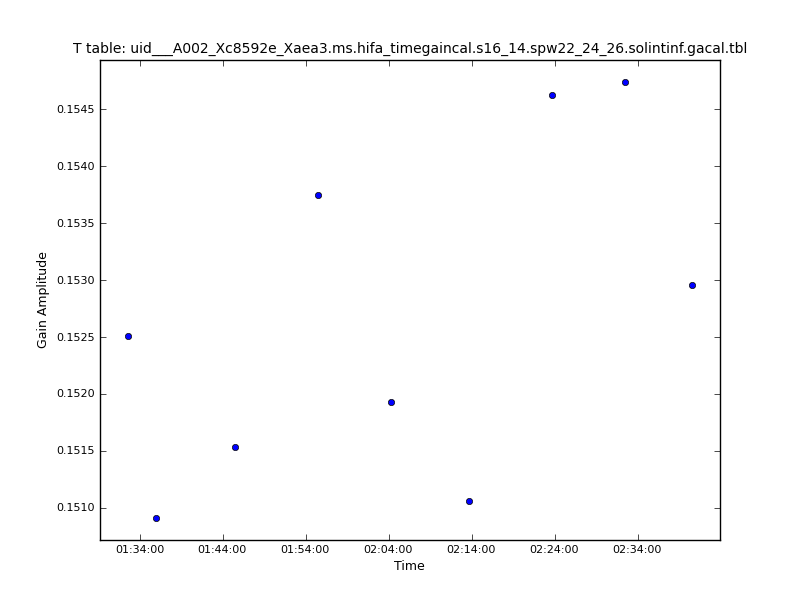 T table: uid___A002_Xc8592e_Xaea3.ms.hifa_timegaincal.s16_14.spw22_24_26.solintinf.gacal.tbl
0.1545
0.1540
0.1535
0.1530
0.1525
0.1520
0.1515
0.1510
Gain Amplitude
01:34:00 01:44:00 01:54:00 02:04:00 02:14:00 02:24:00 02:34:00
Time